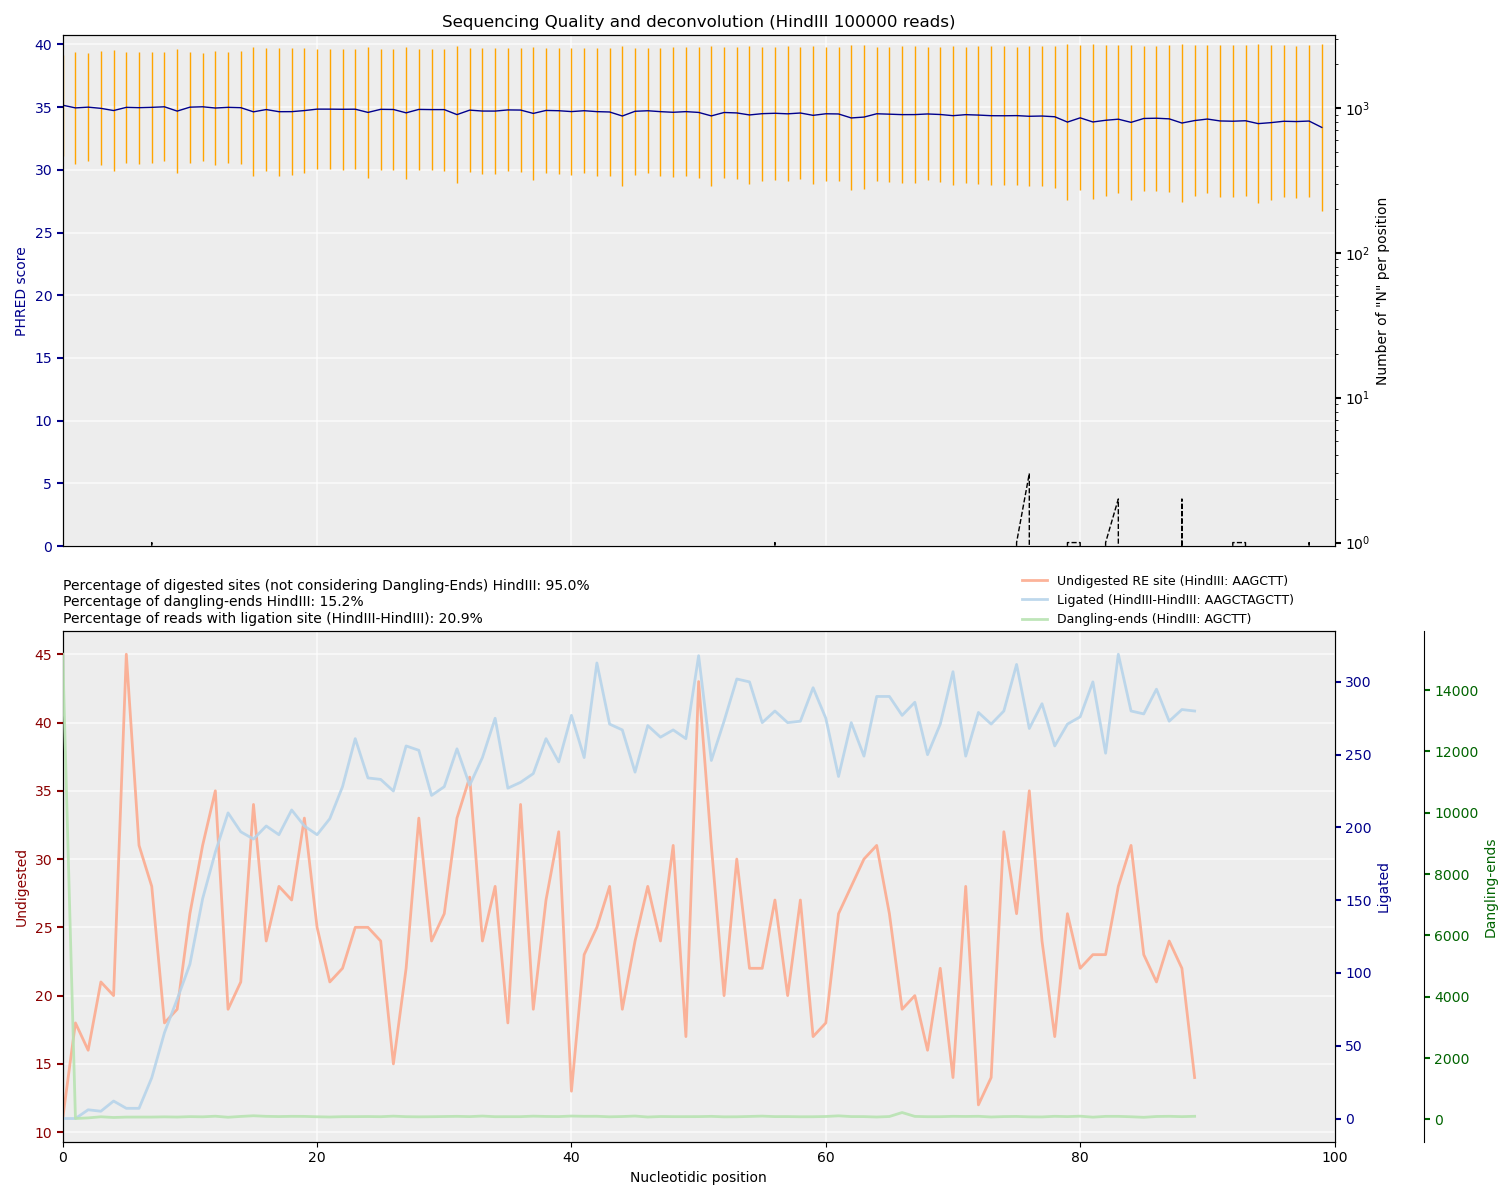 Sequencing Quality and deconvolution (HindIII 100000 reads)
40
35
30
25
20
15
10
5
0
PHRED score
10³
10²
10¹
10⁰
Number of "N" per position
Percentage of digested sites (not considering Dangling-Ends) HindIII: 95.0%
Percentage of dangling-ends HindIII: 15.2%
Percentage of reads with ligation site (HindIII-HindIII): 20.9%
Undigested RE site (HindIII: AAGCTT)
Ligated (HindIII-HindIII: AAGCTAGCTT)
Dangling-ends (HindIII: AGCTT)
45
40
35
30
25
20
15
10
Undigested
300
250
200
150
100
50
0
Ligated
14000
12000
10000
8000
6000
4000
2000
0
Dangling-ends
0 20 40 60 80 100
Nucleotidic position